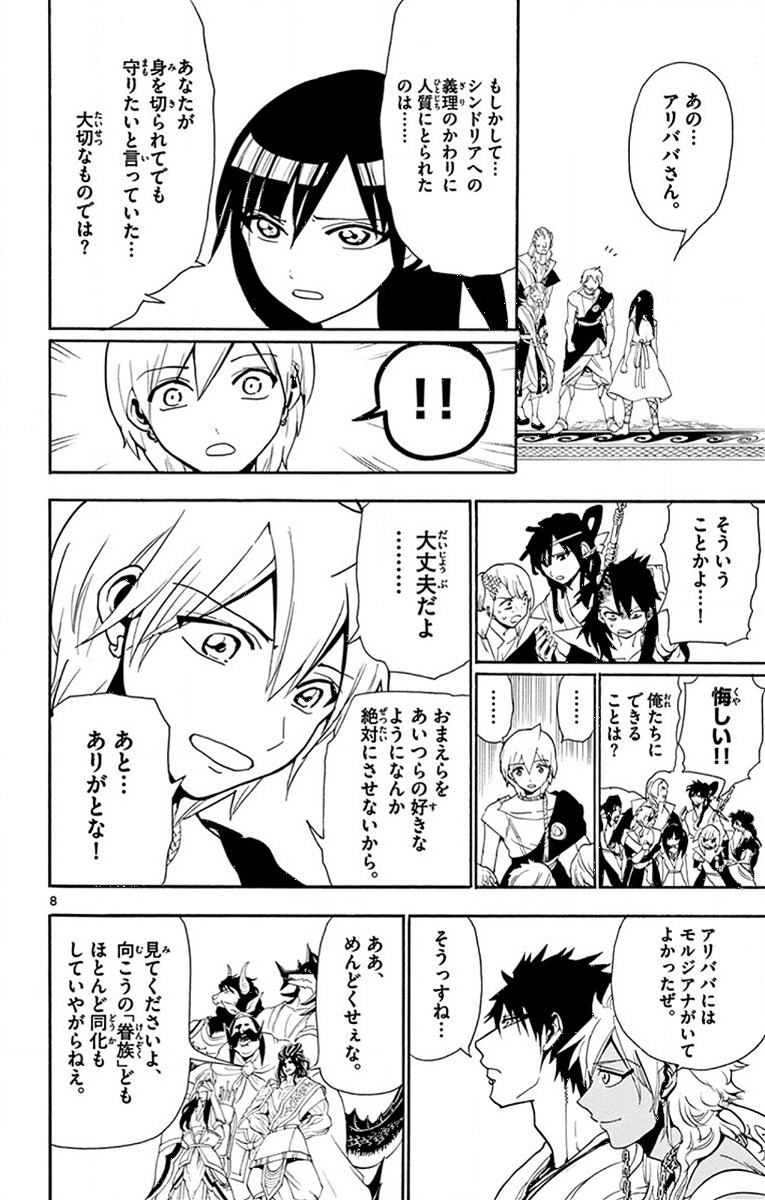 あの…
アリババさん。
もしかして…
シンドリアへの
義理のかわりに
人質にとられた
のは……
あなたが
身を切られてでも
守りたいと言っていた…
大切なものでは？
!!
そういう
ことかよ…！
悔しい!!
俺たちに
できる
ことは？
……
……
大丈夫だよ
………
おまえらを
あいつらの好きな
ようになんか
絶対にさせないから。
あと…
ありがとな！
8
アリババには
モルジアナがいて
よかったぜ。
そうっすね…
ああ、
めんどくせぇな。
見てくださいよ、
向こうの「眷族」ども
ほとんど同化も
していやがらねえ。